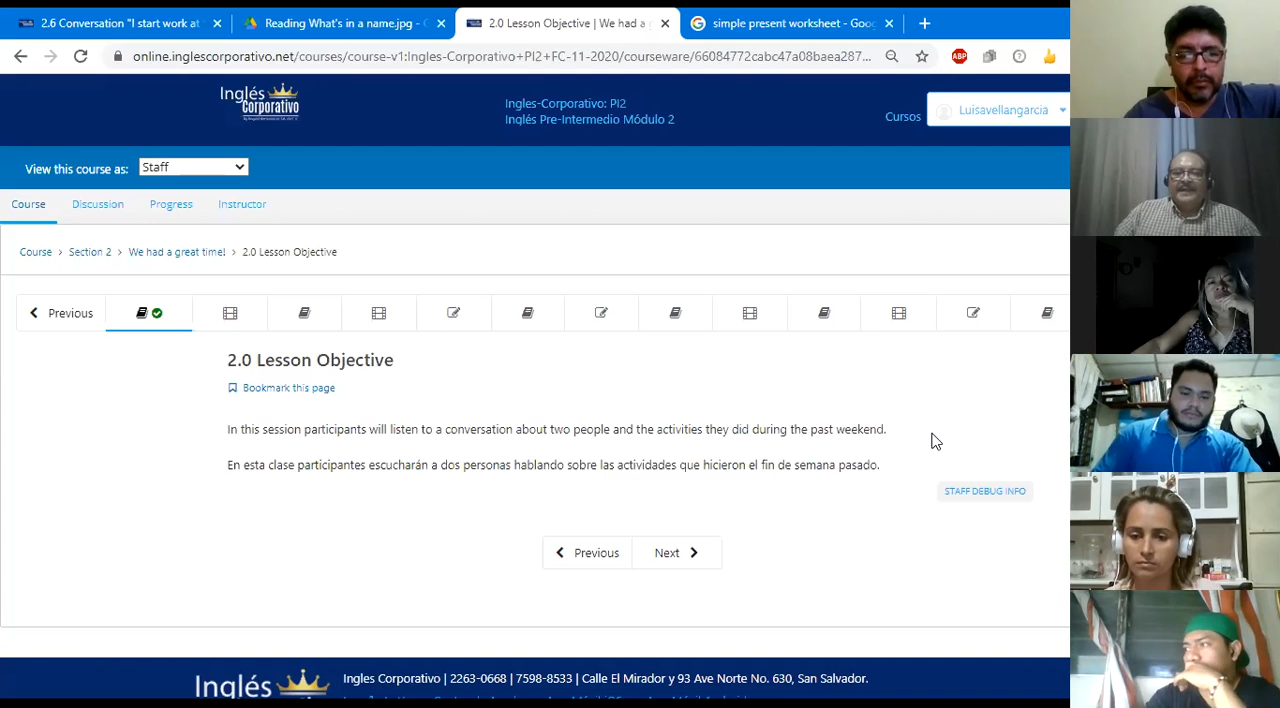 2.6 Conversation "I start work at
Reading What's in a name.jpg - G
2.0 Lesson Objective | We had a g
simple present worksheet - Goog
online.inglescorporativo.net/courses/course-v1:Ingles-Corporativo+PI2+FC-11-2020/courseware/66084772cabc47a08baea287...
ABP
Inglés
Corporativo
Ingles-Corporativo: PI2
Inglés Pre-Intermedio Módulo 2
Cursos
Luisavellangarcia
View this course as:
Staff
Course
Discussion
Progress
Instructor
Course > Section 2 > We had a great time! > 2.0 Lesson Objective
Previous
2.0 Lesson Objective
Bookmark this page
In this session participants will listen to a conversation about two people and the activities they did during the past weekend.
En esta clase participantes escucharán a dos personas hablando sobre las actividades que hicieron el fin de semana pasado.
STAFF DEBUG INFO
Previous
Next
Inglés
Ingles Corporativo | 2263-0668 | 7598-8533 | Calle El Mirador y 93 Ave Norte No. 630, San Salvador.